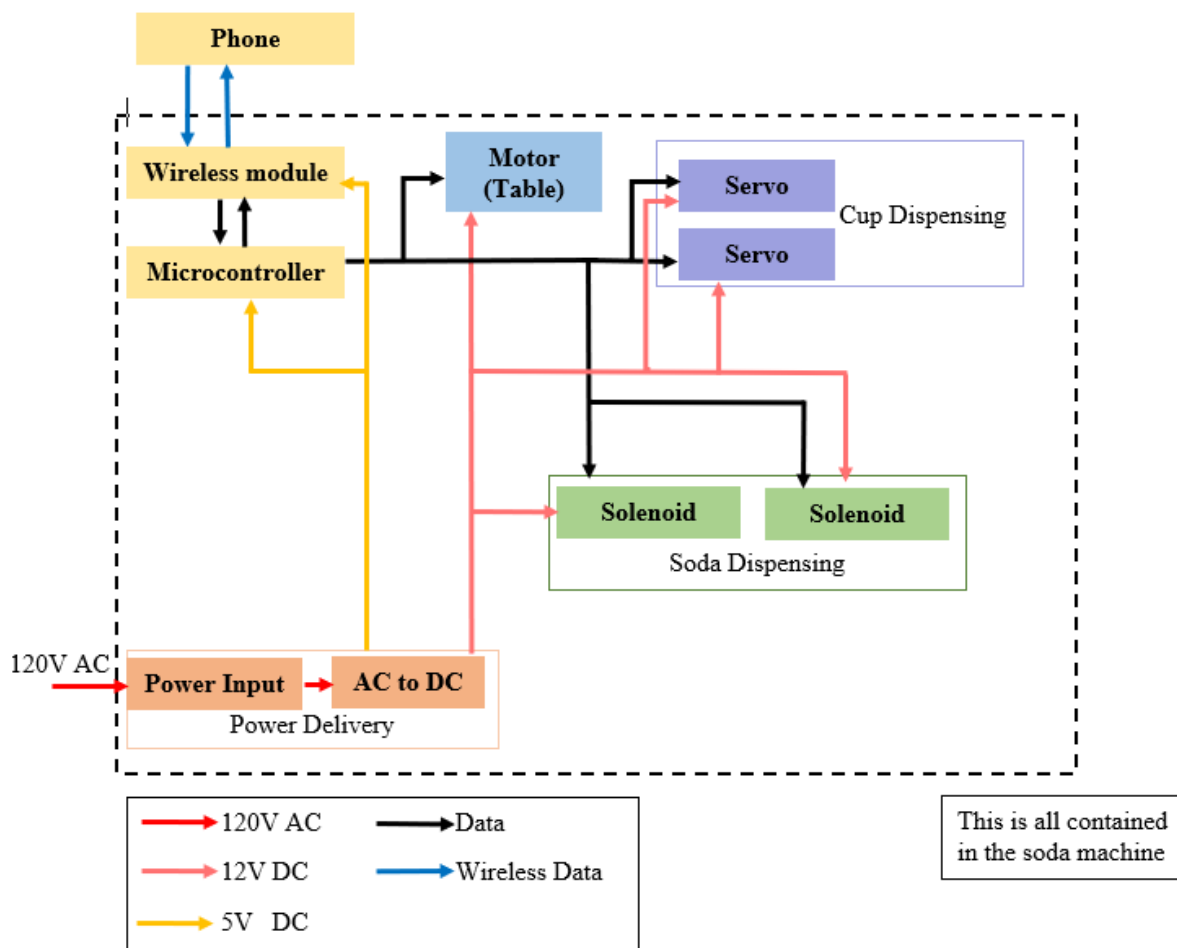 Phone
Wireless module
Motor
(Table)
Servo
Cup Dispensing
Microcontroller
Servo
Solenoid
Solenoid
Soda Dispensing
120V AC
Power Input
AC to DC
Power Delivery
120V AC
Data
12V DC
Wireless Data
5V DC
This is all contained
in the soda machine